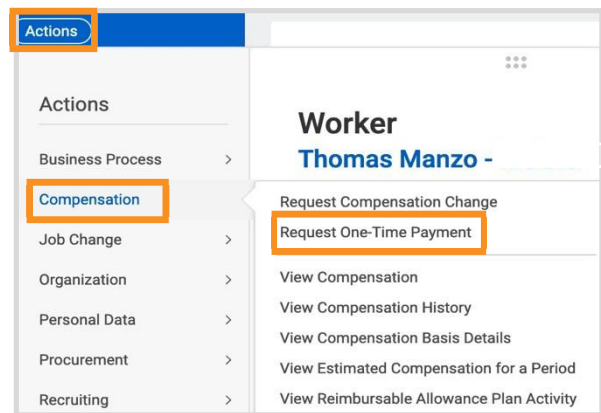 Actions
Actions
Business Process
Compensation
Job Change
Organization
Personal Data
Procurement
Recruiting
Worker
Thomas Manzo -
Request Compensation Change
Request One-Time Payment
View Compensation
View Compensation History
View Compensation Basis Details
View Estimated Compensation for a Period
View Reimbursable Allowance Plan Activity